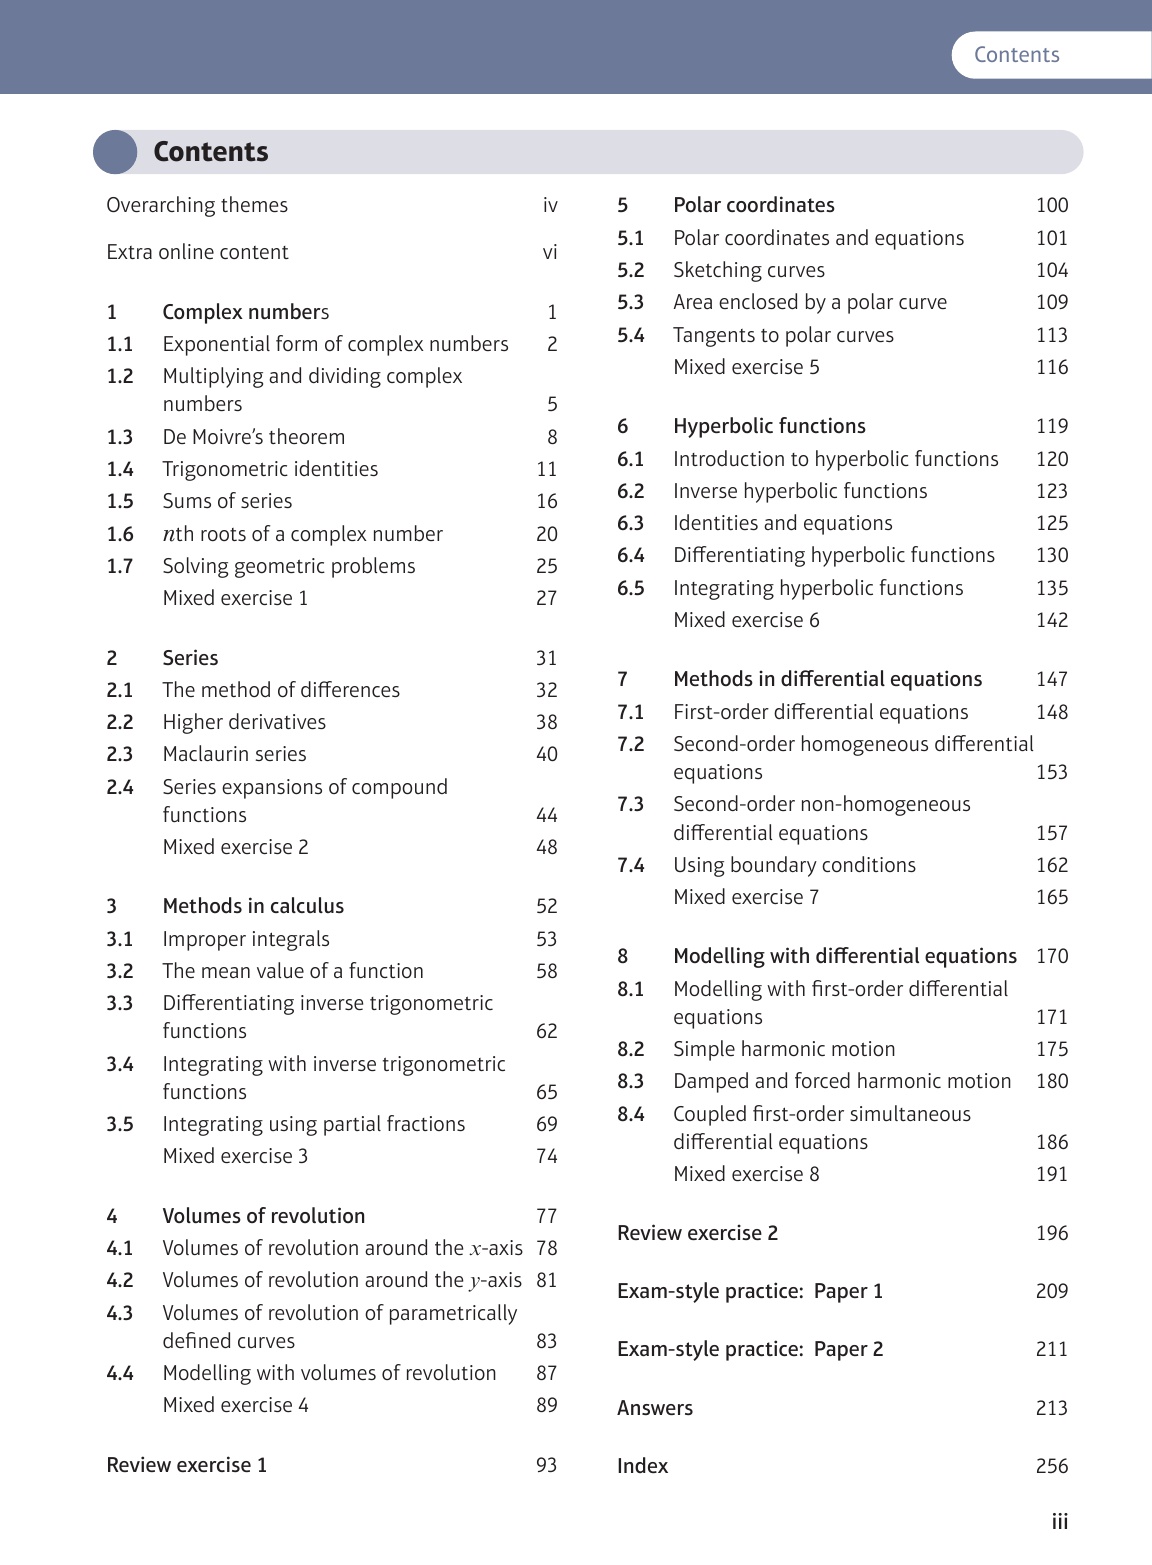 Contents
Contents
Overarching themes iv
Extra online content vi
1 Complex numbers 1
1.1 Exponential form of complex numbers 2
1.2 Multiplying and dividing complex
numbers 5
1.3 De Moivre’s theorem 8
1.4 Trigonometric identities 11
1.5 Sums of series 16
1.6 nth roots of a complex number 20
1.7 Solving geometric problems 25
Mixed exercise 1 27
2 Series 31
2.1 The method of differences 32
2.2 Higher derivatives 38
2.3 Maclaurin series 40
2.4 Series expansions of compound
functions 44
Mixed exercise 2 48
3 Methods in calculus 52
3.1 Improper integrals 53
3.2 The mean value of a function 58
3.3 Differentiating inverse trigonometric
functions 62
3.4 Integrating with inverse trigonometric
functions 65
3.5 Integrating using partial fractions 69
Mixed exercise 3 74
4 Volumes of revolution 77
4.1 Volumes of revolution around the x-axis 78
4.2 Volumes of revolution around the y-axis 81
4.3 Volumes of revolution of parametrically
defined curves 83
4.4 Modelling with volumes of revolution 87
Mixed exercise 4 89
Review exercise 1 93
5 Polar coordinates 100
5.1 Polar coordinates and equations 101
5.2 Sketching curves 104
5.3 Area enclosed by a polar curve 109
5.4 Tangents to polar curves 113
Mixed exercise 5 116
6 Hyperbolic functions 119
6.1 Introduction to hyperbolic functions 120
6.2 Inverse hyperbolic functions 123
6.3 Identities and equations 125
6.4 Differentiating hyperbolic functions 130
6.5 Integrating hyperbolic functions 135
Mixed exercise 6 142
7 Methods in differential equations 147
7.1 First-order differential equations 148
7.2 Second-order homogeneous differential
equations 153
7.3 Second-order non-homogeneous
differential equations 157
7.4 Using boundary conditions 162
Mixed exercise 7 165
8 Modelling with differential equations 170
8.1 Modelling with first-order differential
equations 171
8.2 Simple harmonic motion 175
8.3 Damped and forced harmonic motion 180
8.4 Coupled first-order simultaneous
differential equations 186
Mixed exercise 8 191
Review exercise 2 196
Exam-style practice: Paper 1 209
Exam-style practice: Paper 2 211
Answers 213
Index 256
iii